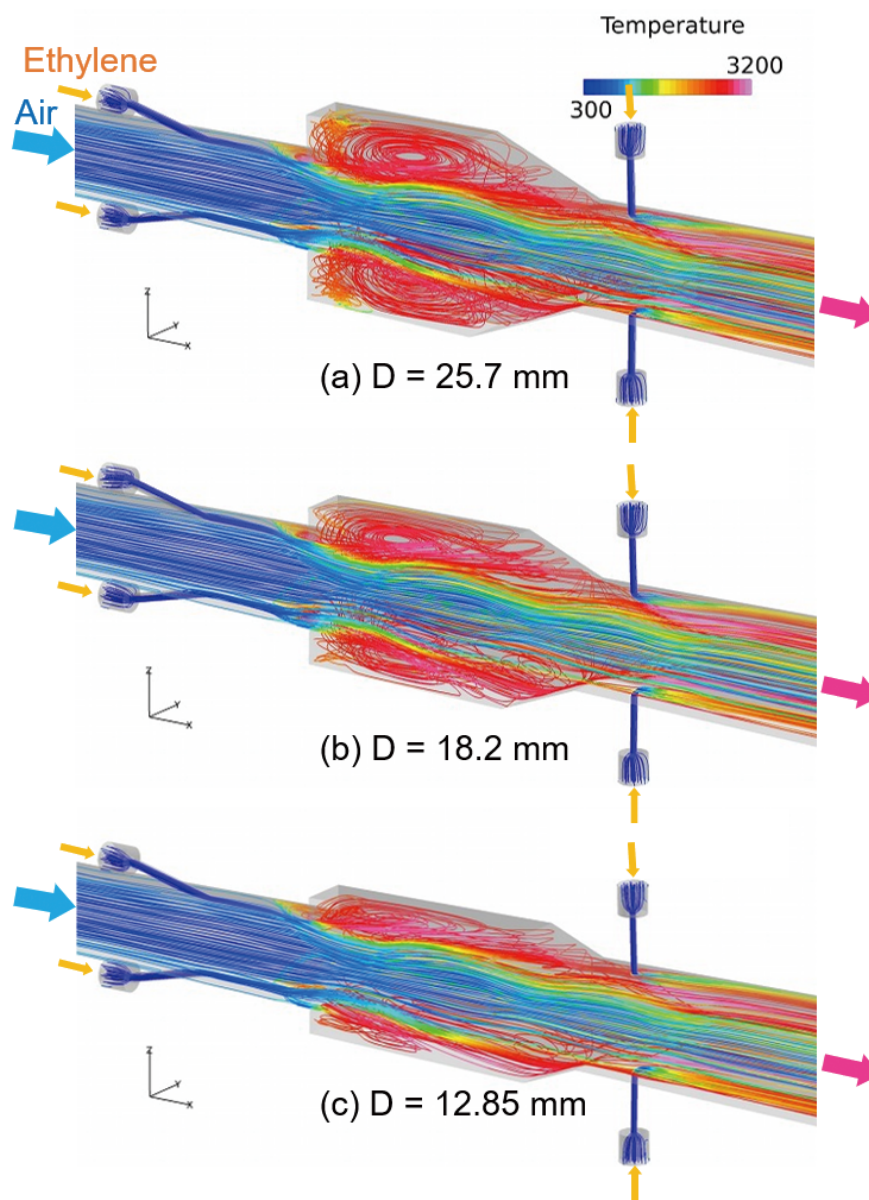 Temperature
3200
300
Ethylene
Air
z
Y
X
(a) D = 25.7 mm
z
Y
X
(b) D = 18.2 mm
z
Y
X
(c) D = 12.85 mm